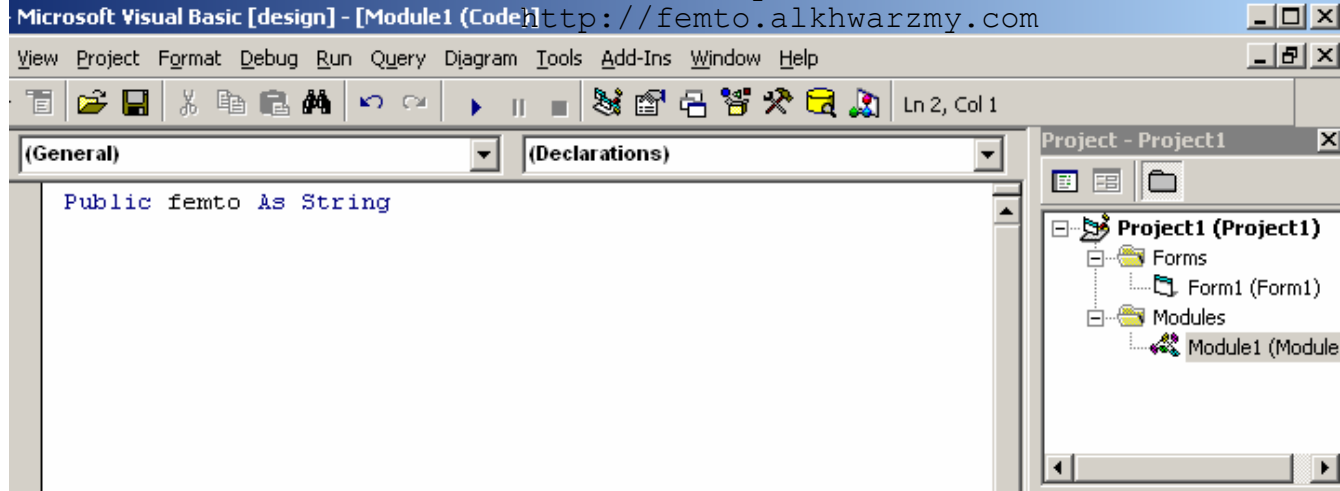 Microsoft Visual Basic [design] - [Module1 (Code)]
http://femto.alkhwarzmy.com
View Project Format Debug Run Query Diagram Tools Add-Ins Window Help
Ln 2, Col 1
(General) (Declarations)
Project - Project1
Public femto As String
Project1 (Project1)
Forms
Form1 (Form1)
Modules
Module1 (Module